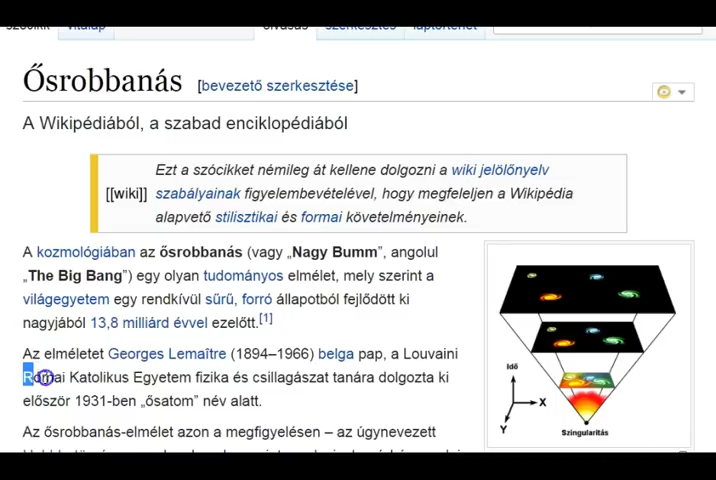 Ősrobbanás [bevezető szerkesztése]
A Wikipédiából, a szabad enciklopédiából
Ezt a szócikket némileg át kellene dolgozni a wiki jelölőnyelv
[[wiki]] szabályainak figyelembevételével, hogy megfeleljen a Wikipédia
alapvető stilisztikai és formai követelményeinek.
A kozmológiában az ősrobbanás (vagy „Nagy Bumm”, angolul
„The Big Bang”) egy olyan tudományos elmélet, mely szerint a
világegyetem egy rendkívül sűrű, forró állapotból fejlődött ki
nagyjából 13,8 milliárd évvel ezelőtt.[1]
Az elméletet Georges Lemaître (1894–1966) belga pap, a Louvaini
Római Katolikus Egyetem fizika és csillagászat tanára dolgozta ki
először 1931-ben „ősatom” név alatt.
Az ősrobbanás-elmélet azon a megfigyelésen – az úgynevezett
Idő
X
Y
Szingularitás